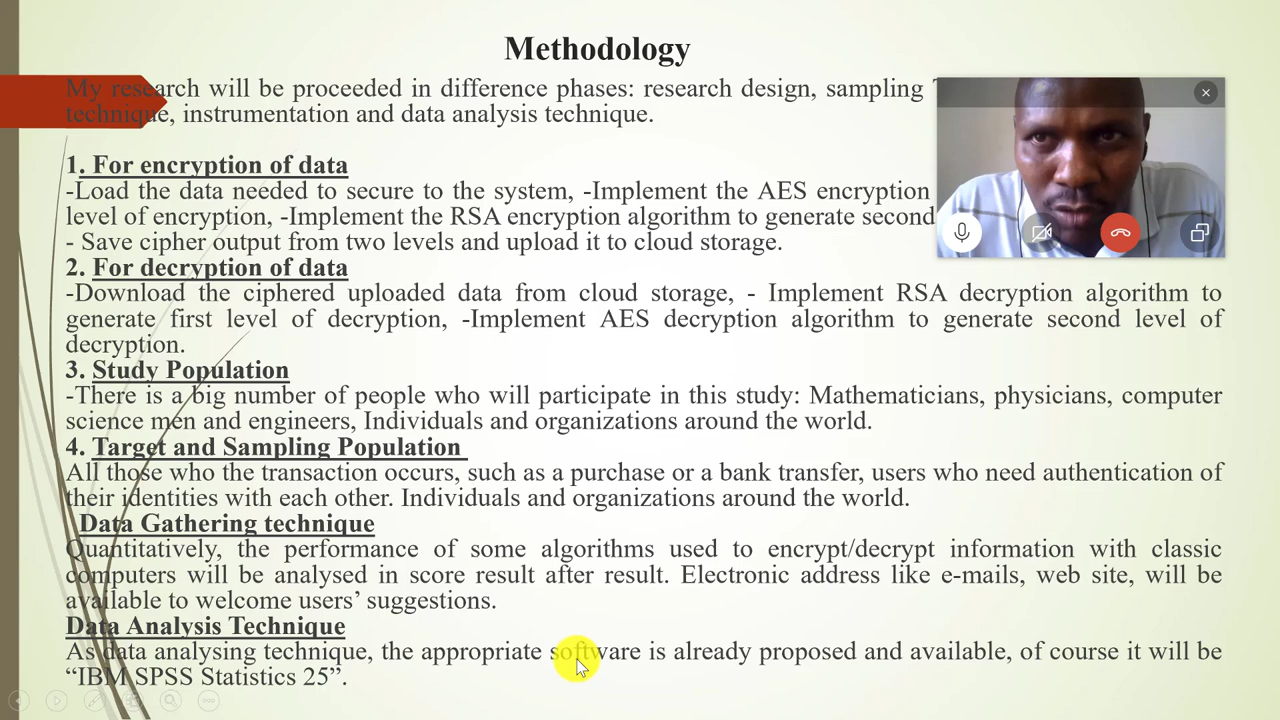 Methodology
My research will be proceeded in difference phases: research design, sampling
technique, instrumentation and data analysis technique.
1. For encryption of data
-Load the data needed to secure to the system, -Implement the AES encryption
level of encryption, -Implement the RSA encryption algorithm to generate second
- Save cipher output from two levels and upload it to cloud storage.
2. For decryption of data
-Download the ciphered uploaded data from cloud storage, - Implement RSA decryption algorithm to
generate first level of decryption, -Implement AES decryption algorithm to generate second level of
decryption.
3. Study Population
-There is a big number of people who will participate in this study: Mathematicians, physicians, computer
science men and engineers, Individuals and organizations around the world.
4. Target and Sampling Population
All those who the transaction occurs, such as a purchase or a bank transfer, users who need authentication of
their identities with each other. Individuals and organizations around the world.
Data Gathering technique
Quantitatively, the performance of some algorithms used to encrypt/decrypt information with classic
computers will be analysed in score result after result. Electronic address like e-mails, web site, will be
available to welcome users’ suggestions.
Data Analysis Technique
As data analysing technique, the appropriate software is already proposed and available, of course it will be
“IBM SPSS Statistics 25”.